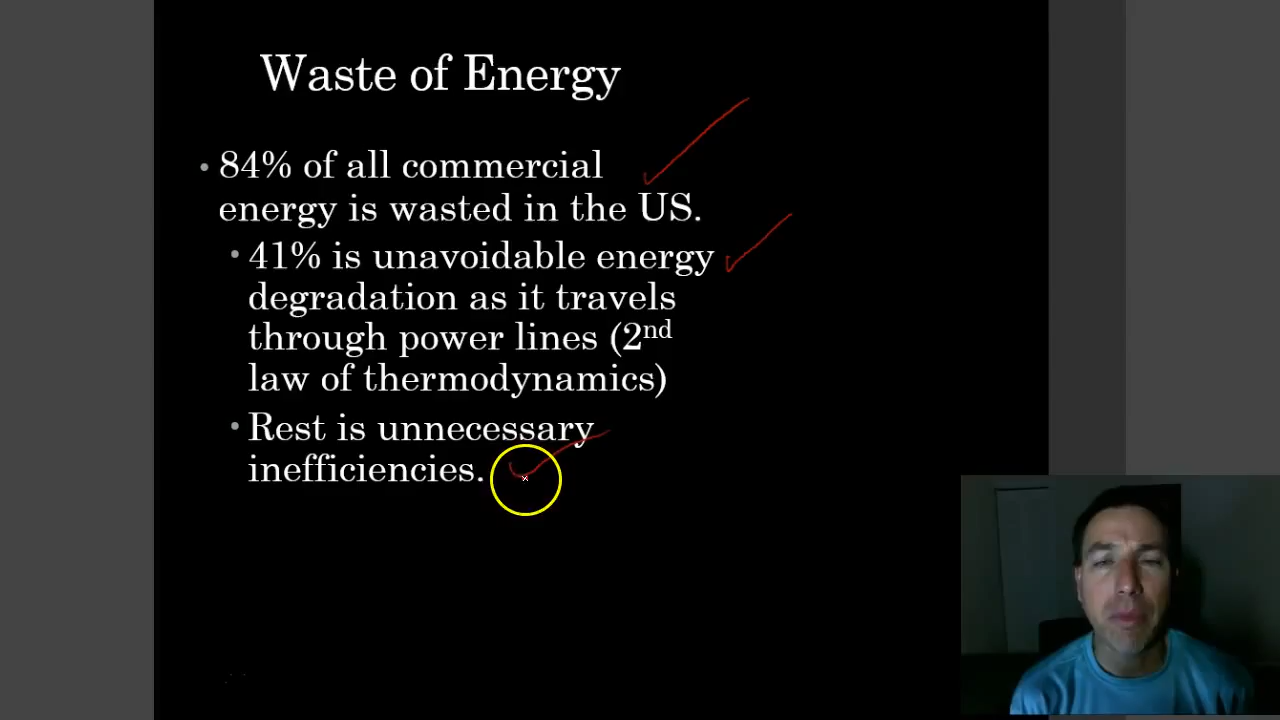 Waste of Energy
• 84% of all commercial
energy is wasted in the US.
• 41% is unavoidable energy
degradation as it travels
through power lines (2nd
law of thermodynamics)
• Rest is unnecessary
inefficiencies.